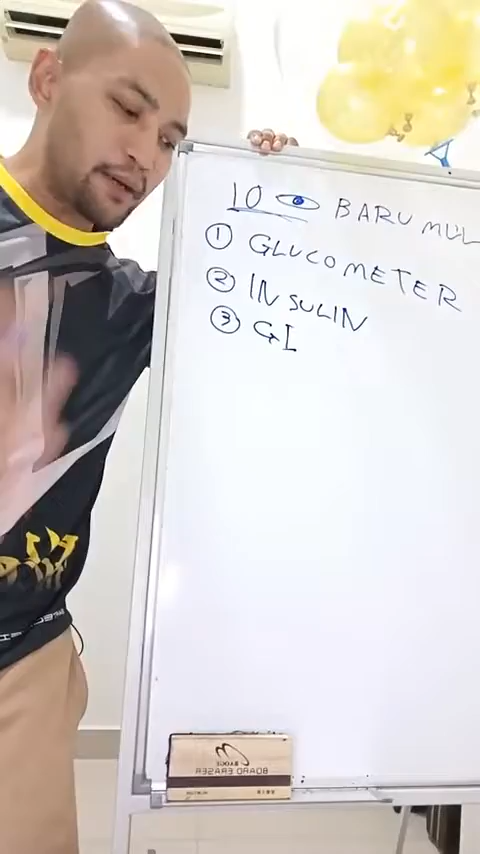 10 BARU MUL
① GLUCOMETER
② INSULIN
③ GI
BOARD ERASER